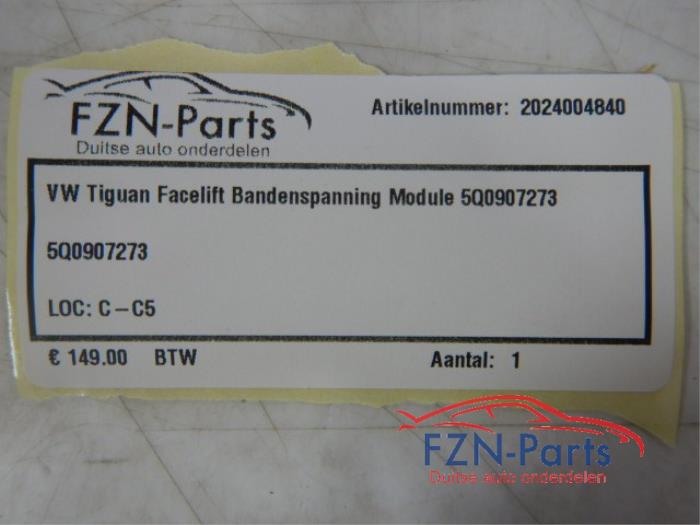 FZN-Parts
Duitse auto onderdelen
Artikelnummer: 2024004840
VW Tiguan Facelift Bandenspanning Module 5Q0907273
5Q0907273
LOC: C-C5
€ 149.00 BTW
Aantal: 1
FZN-Parts
Duitse auto onderdelen